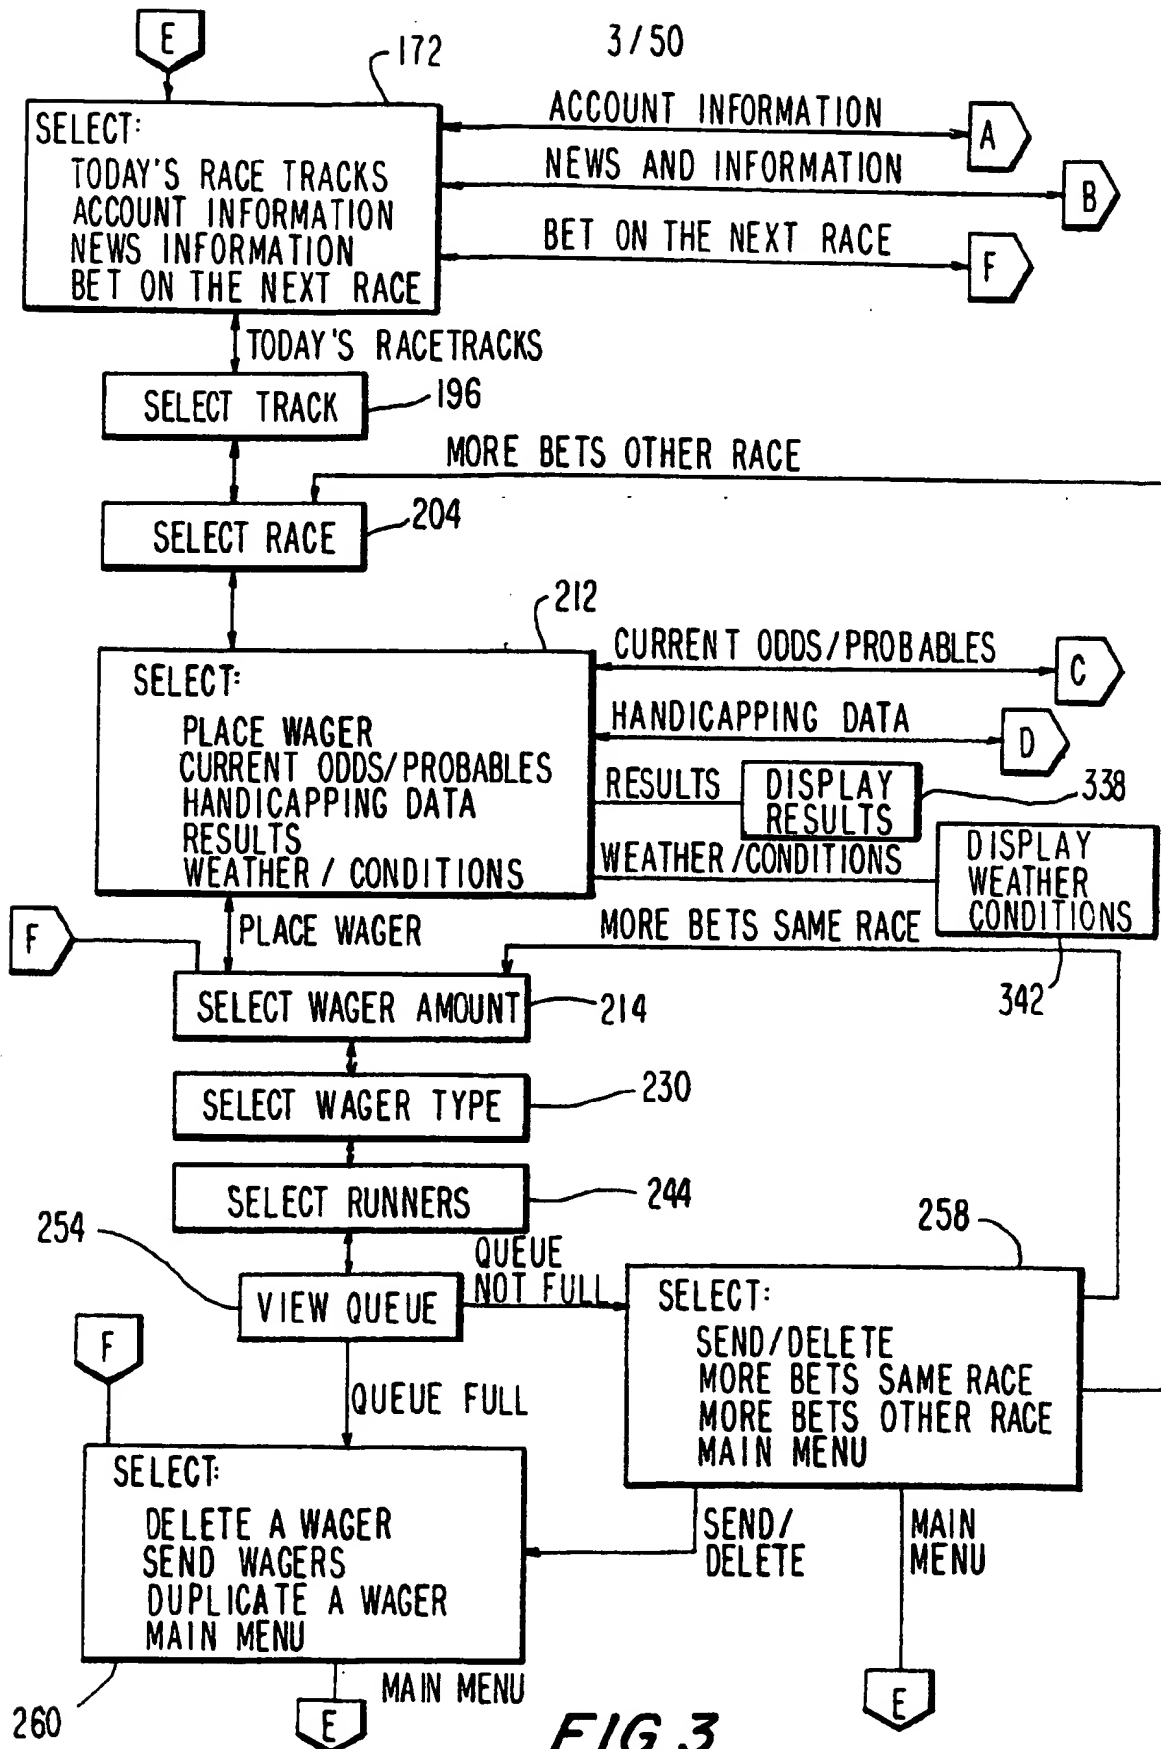 E
3/50
172
SELECT:
TODAY'S RACE TRACKS
ACCOUNT INFORMATION
NEWS INFORMATION
BET ON THE NEXT RACE
ACCOUNT INFORMATION
A
NEWS AND INFORMATION
B
BET ON THE NEXT RACE
F
TODAY'S RACETRACKS
SELECT TRACK
196
MORE BETS OTHER RACE
SELECT RACE
204
212
SELECT:
PLACE WAGER
CURRENT ODDS/PROBABLES
HANDICAPPING DATA
RESULTS
WEATHER / CONDITIONS
CURRENT ODDS/PROBABLES
C
HANDICAPPING DATA
D
RESULTS
DISPLAY
RESULTS
338
WEATHER/CONDITIONS
DISPLAY
WEATHER
CONDITIONS
342
F
PLACE WAGER
MORE BETS SAME RACE
SELECT WAGER AMOUNT
214
SELECT WAGER TYPE
230
SELECT RUNNERS
244
254
VIEW QUEUE
QUEUE
NOT FULL
258
SELECT:
SEND/DELETE
MORE BETS SAME RACE
MORE BETS OTHER RACE
MAIN MENU
F
QUEUE FULL
SELECT:
DELETE A WAGER
SEND WAGERS
DUPLICATE A WAGER
MAIN MENU
SEND/
DELETE
MAIN
MENU
260
MAIN MENU
E
E
FIG.3